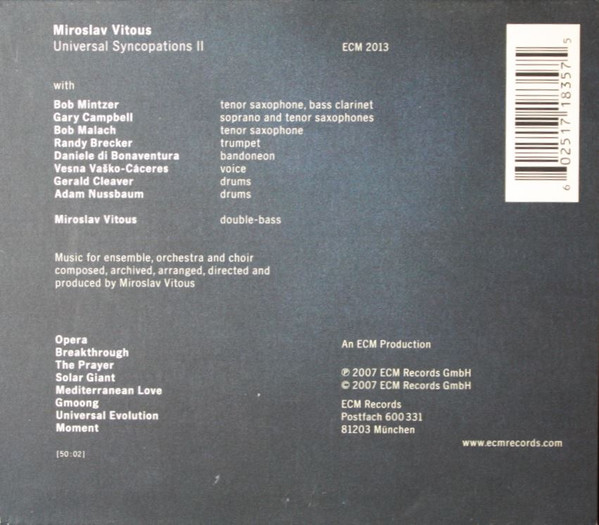 Miroslav Vitous
Universal Syncopations II
ECM 2013
with
Bob Mintzer tenor saxophone, bass clarinet
Gary Campbell soprano and tenor saxophones
Bob Malach tenor saxophone
Randy Brecker trumpet
Daniele di Bonaventura bandoneon
Vesna Vaško-Cáceres voice
Gerald Cleaver drums
Adam Nussbaum drums
Miroslav Vitous double-bass
Music for ensemble, orchestra and choir
composed, archived, arranged, directed and
produced by Miroslav Vitous
Opera
Breakthrough
The Prayer
Solar Giant
Mediterranean Love
Gmoong
Universal Evolution
Moment
[50:02]
An ECM Production
℗ 2007 ECM Records GmbH
© 2007 ECM Records GmbH
ECM Records
Postfach 600 331
81203 München
www.ecmrecords.com
6 02517 18357 5